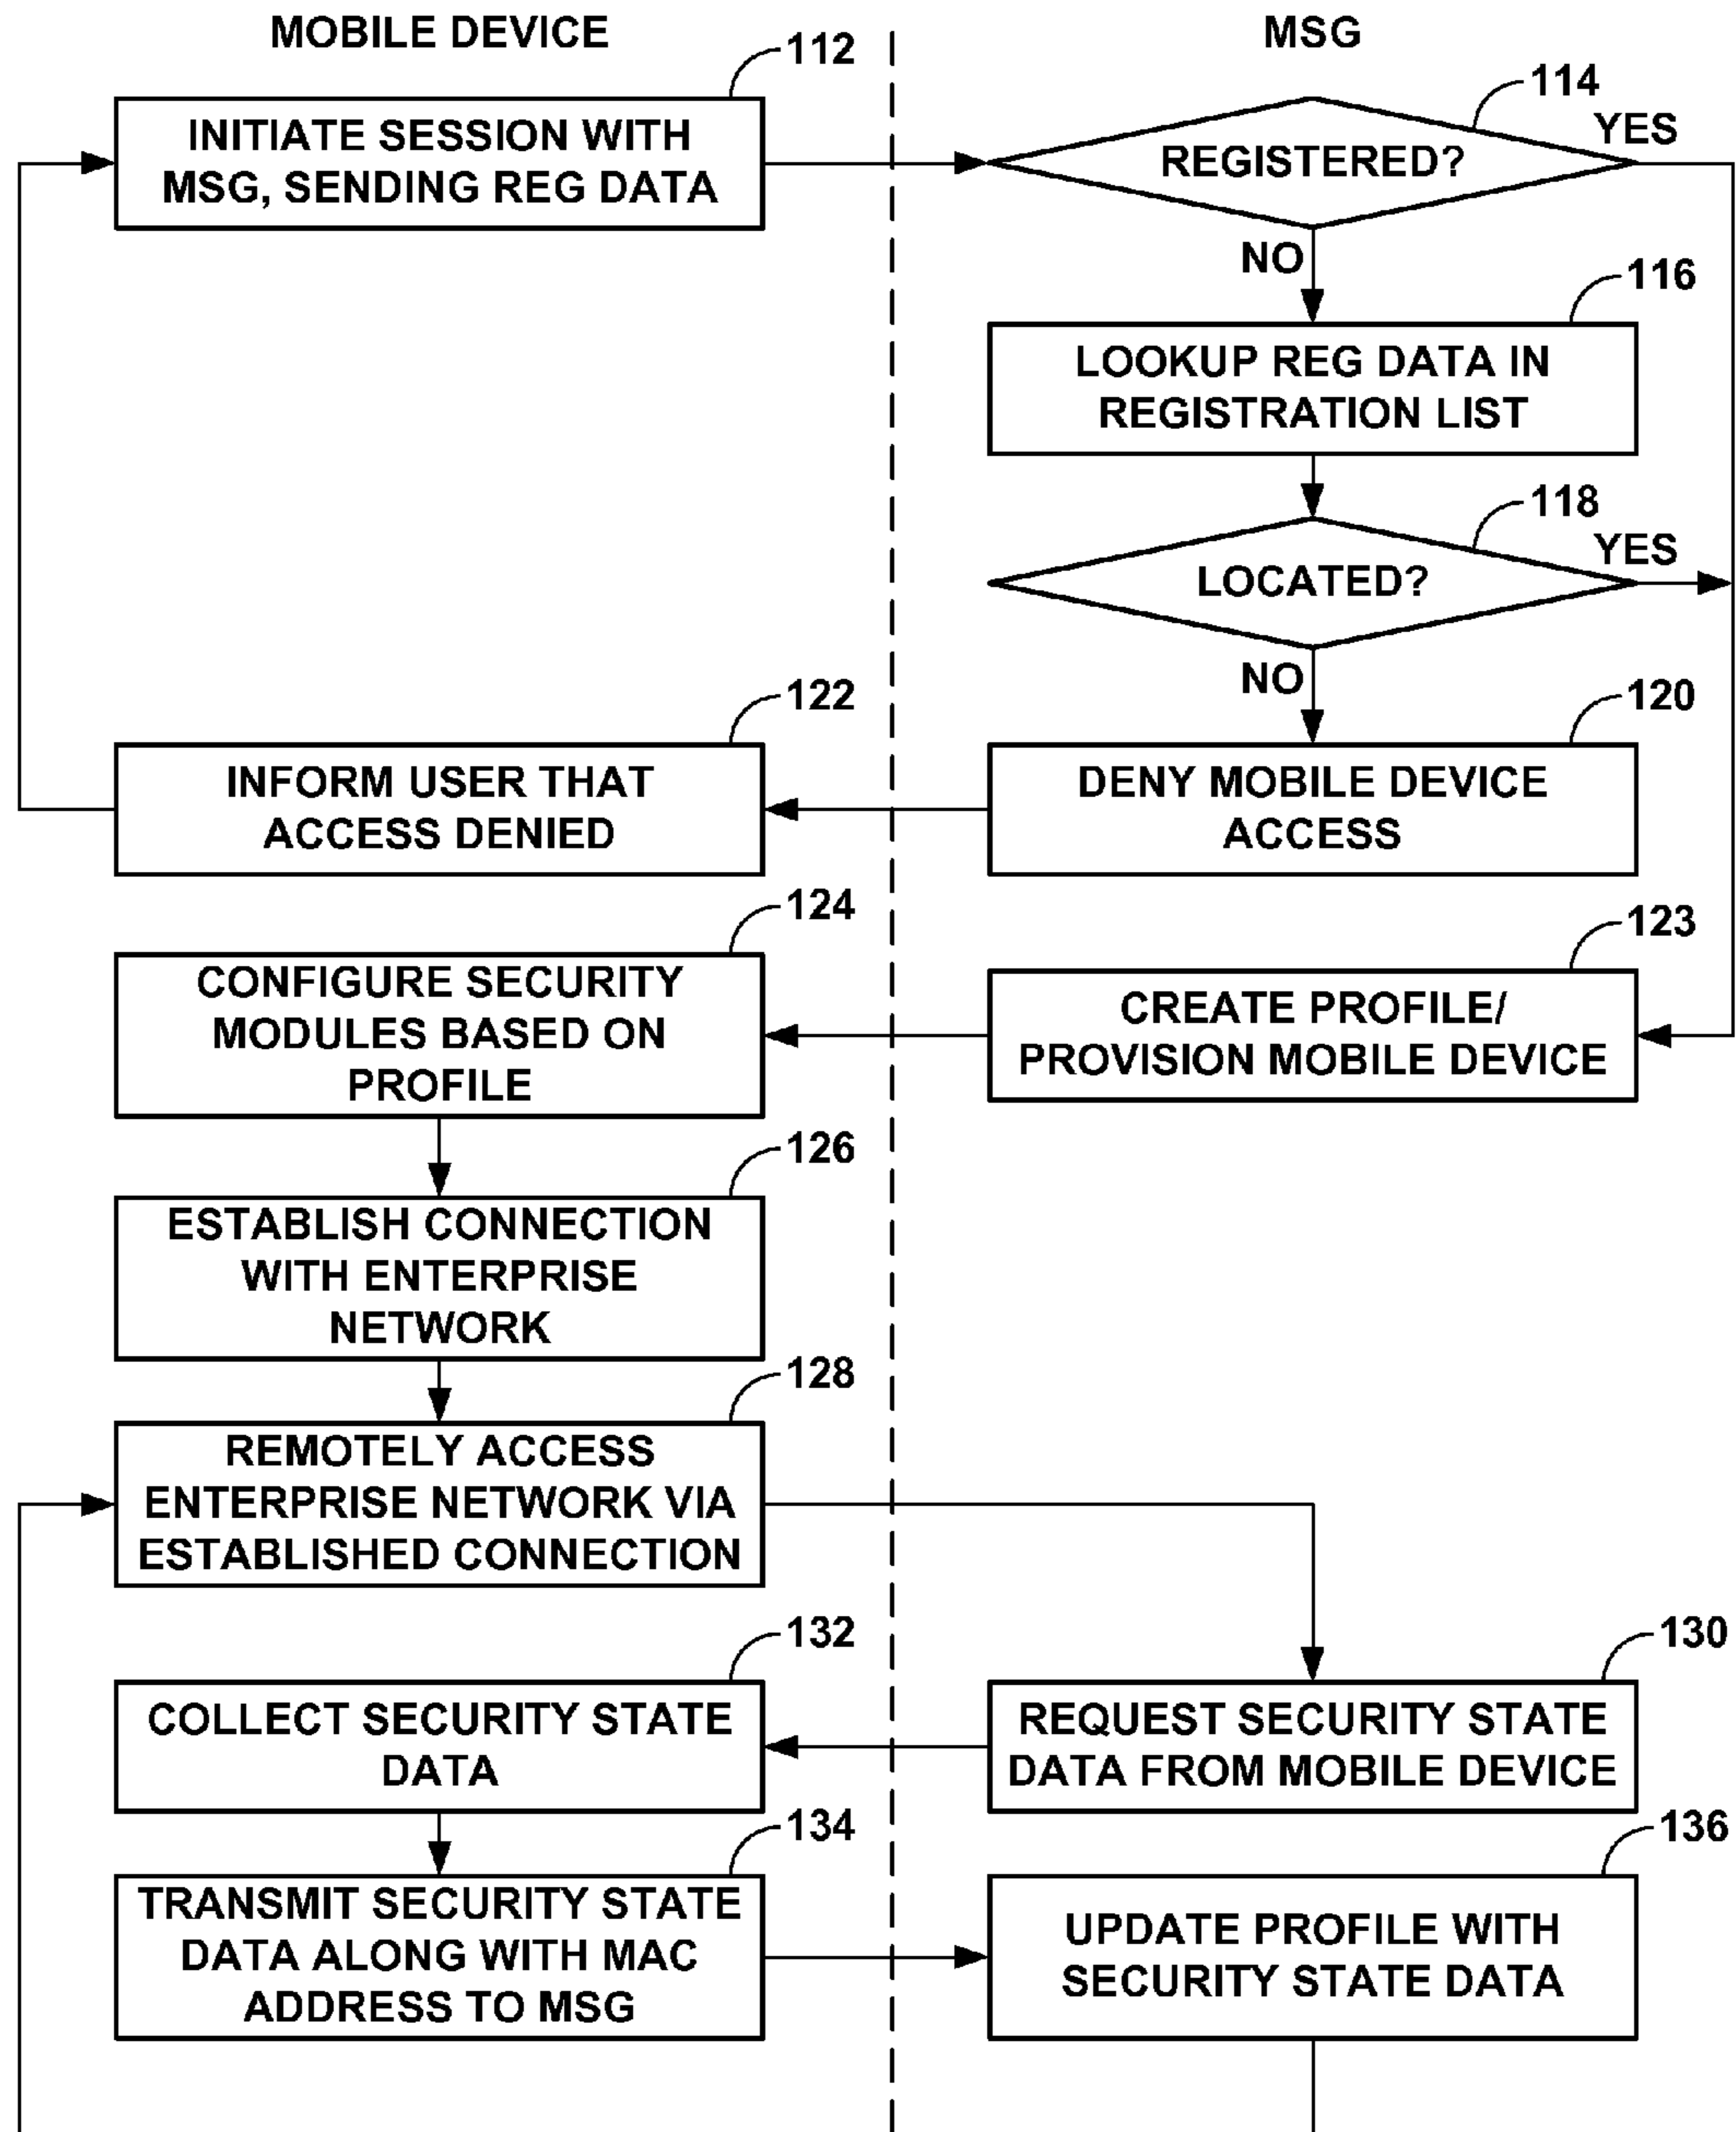 MOBILE DEVICE
MSG
112
INITIATE SESSION WITH
MSG, SENDING REG DATA
114
REGISTERED?
YES
NO
116
LOOKUP REG DATA IN
REGISTRATION LIST
118
LOCATED?
YES
NO
120
DENY MOBILE DEVICE
ACCESS
122
INFORM USER THAT
ACCESS DENIED
123
CREATE PROFILE/
PROVISION MOBILE DEVICE
124
CONFIGURE SECURITY
MODULES BASED ON
PROFILE
126
ESTABLISH CONNECTION
WITH ENTERPRISE
NETWORK
128
REMOTELY ACCESS
ENTERPRISE NETWORK VIA
ESTABLISHED CONNECTION
130
REQUEST SECURITY STATE
DATA FROM MOBILE DEVICE
132
COLLECT SECURITY STATE
DATA
134
TRANSMIT SECURITY STATE
DATA ALONG WITH MAC
ADDRESS TO MSG
136
UPDATE PROFILE WITH
SECURITY STATE DATA